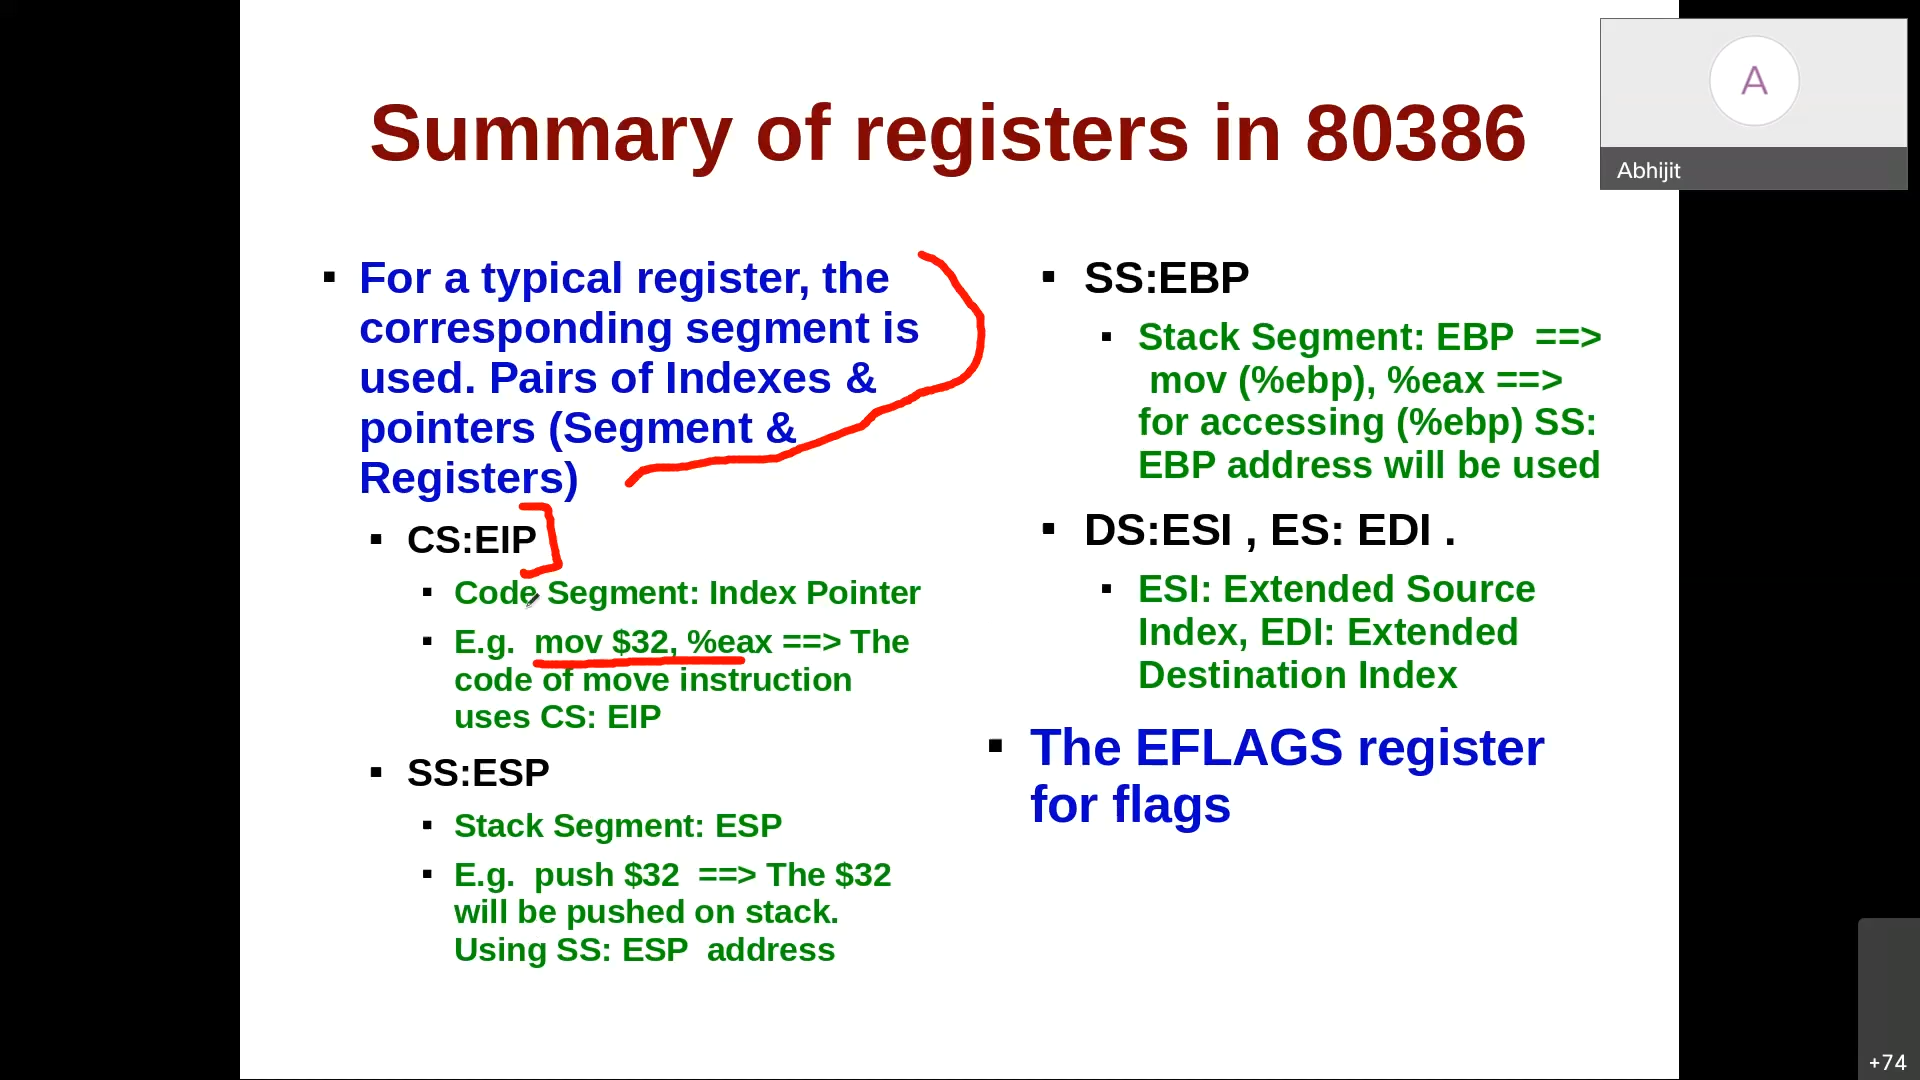 Summary of registers in 80386
For a typical register, the
corresponding segment is
used. Pairs of Indexes &
pointers (Segment &
Registers)
CS:EIP
Code Segment: Index Pointer
E.g. mov $32, %eax ==> The
code of move instruction
uses CS: EIP
SS:ESP
Stack Segment: ESP
E.g. push $32 ==> The $32
will be pushed on stack.
Using SS: ESP address
SS:EBP
Stack Segment: EBP ==>
mov (%ebp), %eax ==>
for accessing (%ebp) SS:
EBP address will be used
DS:ESI , ES: EDI .
ESI: Extended Source
Index, EDI: Extended
Destination Index
The EFLAGS register
for flags
A
Abhijit
+74